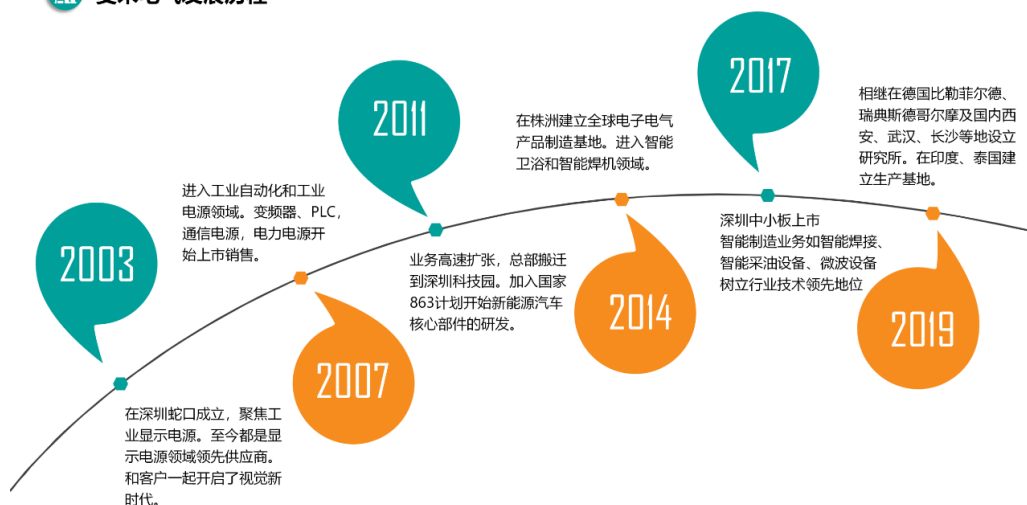 2003
在深圳蛇口成立，聚焦工
业显示电源。至今都是显
示电源领域领先供应商。
和客户一起开启了视觉新
时代。
进入工业自动化和工业
电源领域。变频器、PLC，
通信电源，电力电源开
始上市销售。
2007
2011
业务高速扩张，总部搬迁
到深圳科技园。加入国家
863计划开始新能源汽车
核心部件的研发。
在株洲建立全球电子电气
产品制造基地。进入智能
卫浴和智能焊机领域。
2014
2017
深圳中小板上市
智能制造业务如智能焊接、
智能采油设备、微波设备
树立行业技术领先地位
相继在德国比勒菲尔德、
瑞典斯德哥尔摩及国内西
安、武汉、长沙等地设立
研究所。在印度、泰国建
立生产基地。
2019